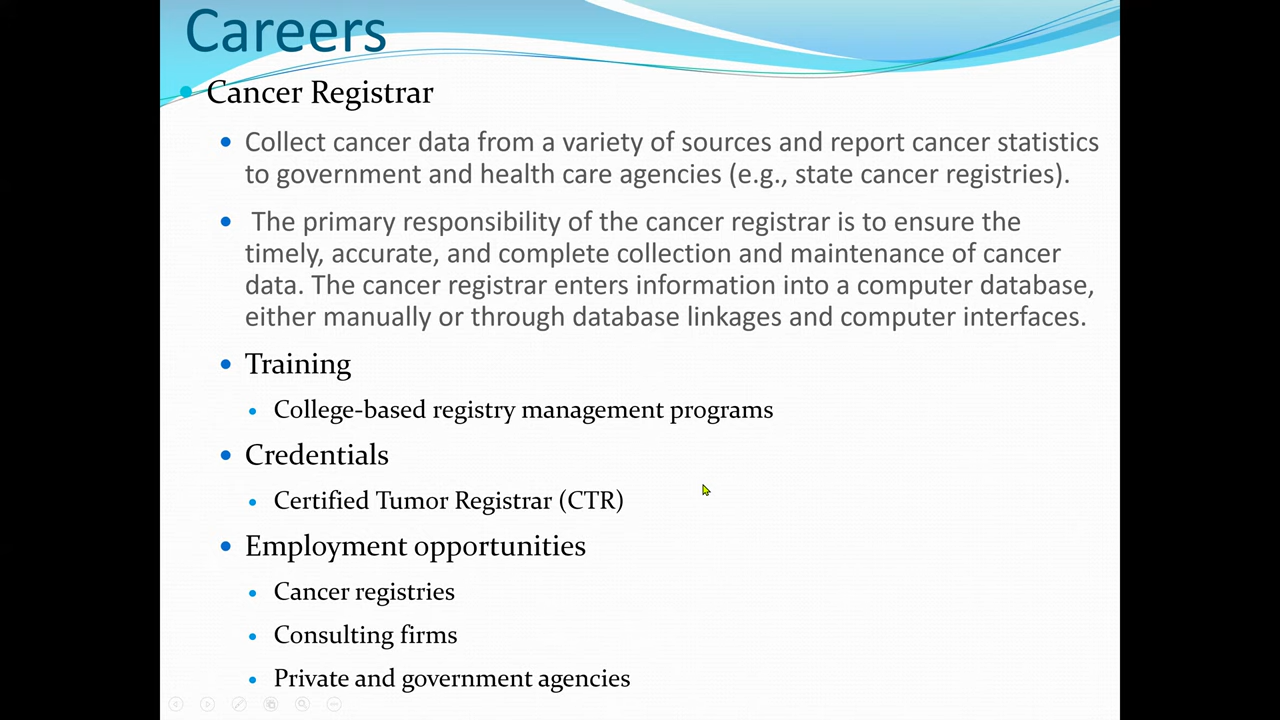 Careers
Cancer Registrar
Collect cancer data from a variety of sources and report cancer statistics
to government and health care agencies (e.g., state cancer registries).
The primary responsibility of the cancer registrar is to ensure the
timely, accurate, and complete collection and maintenance of cancer
data. The cancer registrar enters information into a computer database,
either manually or through database linkages and computer interfaces.
Training
College-based registry management programs
Credentials
Certified Tumor Registrar (CTR)
Employment opportunities
Cancer registries
Consulting firms
Private and government agencies